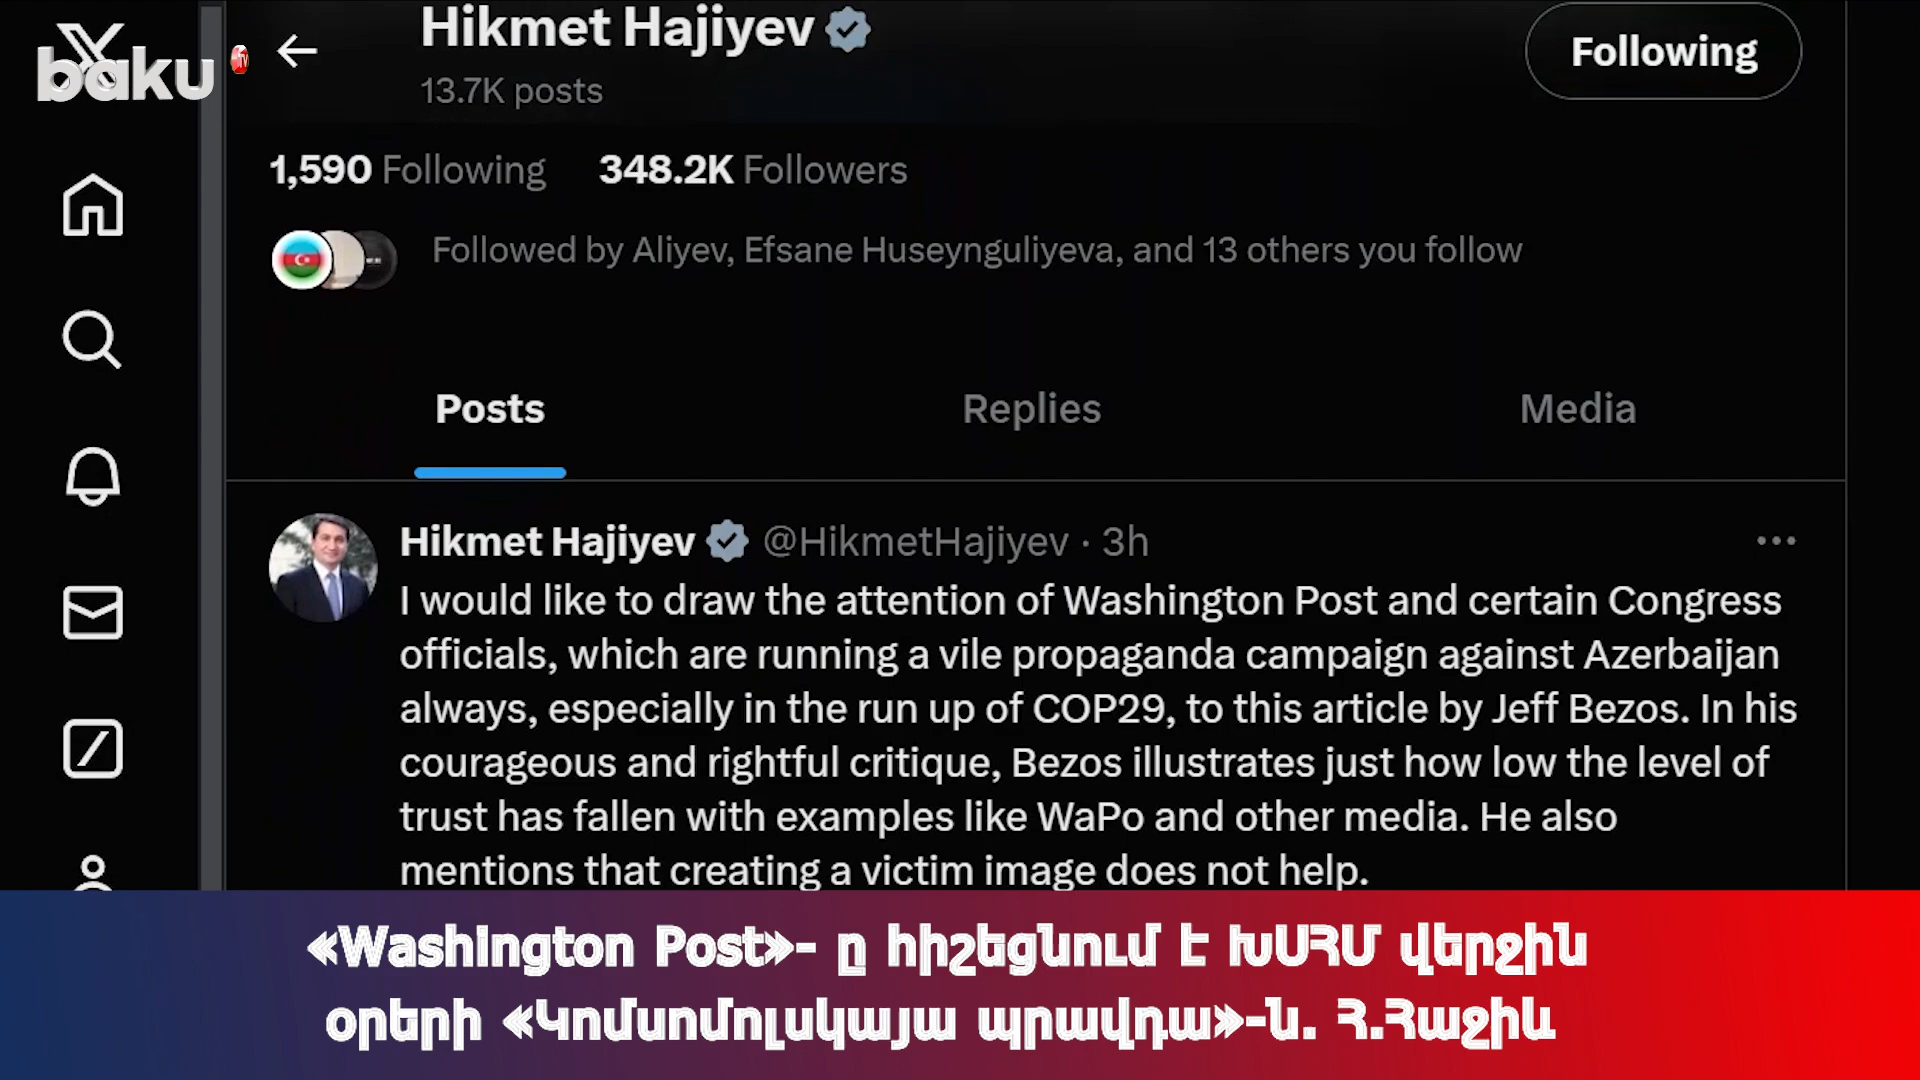 baku TV
Hikmet Hajiyev
13.7K posts
Following
1,590 Following 348.2K Followers
Followed by Aliyev, Efsane Huseynguliyeva, and 13 others you follow
Posts Replies Media
Hikmet Hajiyev @HikmetHajiyev · 3h
I would like to draw the attention of Washington Post and certain Congress
officials, which are running a vile propaganda campaign against Azerbaijan
always, especially in the run up of COP29, to this article by Jeff Bezos. In his
courageous and rightful critique, Bezos illustrates just how low the level of
trust has fallen with examples like WaPo and other media. He also
mentions that creating a victim image does not help.
«Washington Post»- ը հիշեցնում է ԽՍՀՄ վերջին
օրերի «Կոմսոմոլսկայա պրավդա»-ն. Հ.Հաջիև